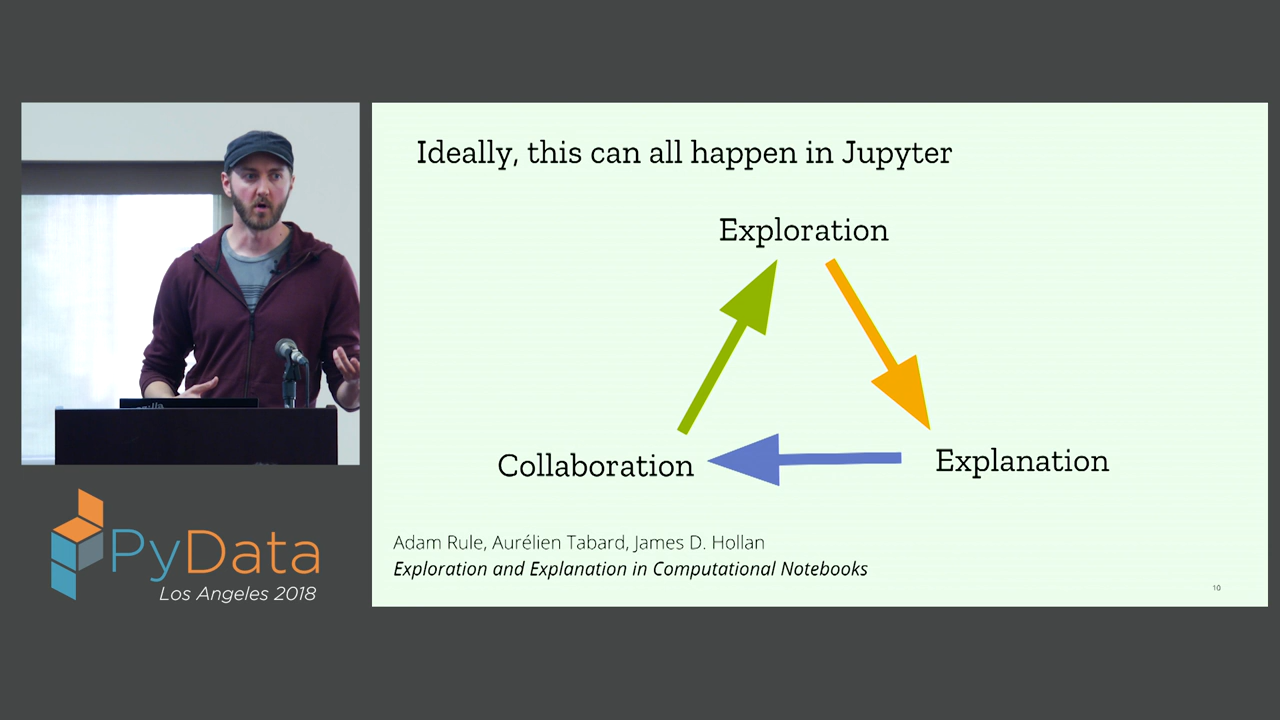 Ideally, this can all happen in Jupyter
Exploration
Collaboration
Explanation
Adam Rule, Aurélien Tabard, James D. Hollan
Exploration and Explanation in Computational Notebooks
10
PyData
Los Angeles 2018